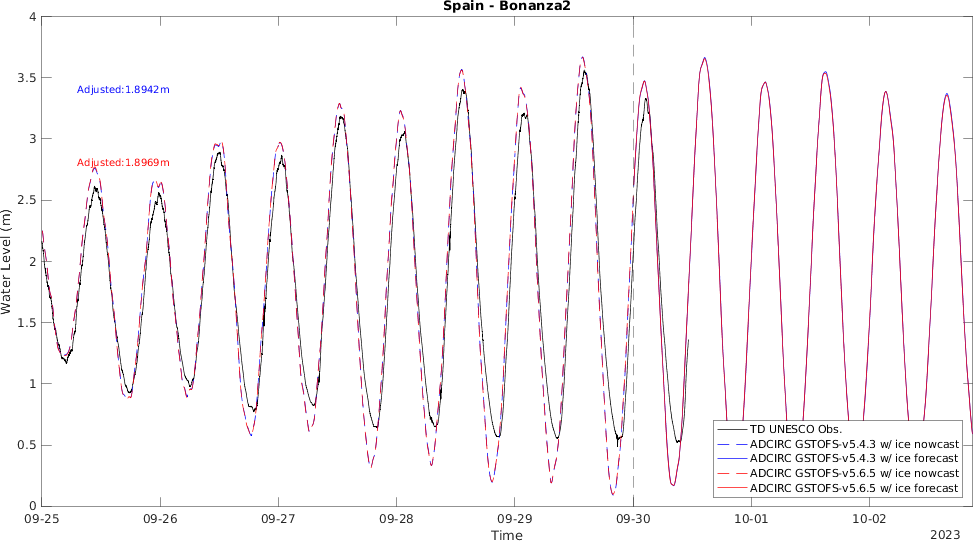 Spain - Bonanza2
4
3.5
3
2.5
2
1.5
1
0.5
0
Water Level (m)
Adjusted:1.8942m
Adjusted:1.8969m
TD UNESCO Obs.
ADCIRC GSTOFS-v5.4.3 w/ ice nowcast
ADCIRC GSTOFS-v5.4.3 w/ ice forecast
ADCIRC GSTOFS-v5.6.5 w/ ice nowcast
ADCIRC GSTOFS-v5.6.5 w/ ice forecast
09-25 09-26 09-27 09-28 09-29 09-30 10-01 10-02
Time
2023